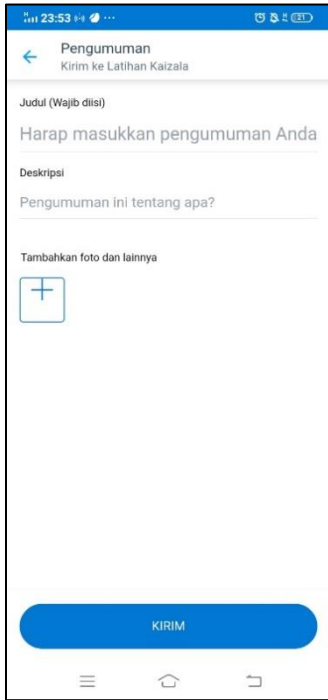 23:53
Pengumuman
Kirim ke Latihan Kaizala
Judul (Wajib diisi)
Harap masukkan pengumuman Anda
Deskripsi
Pengumuman ini tentang apa?
Tambahkan foto dan lainnya
KIRIM